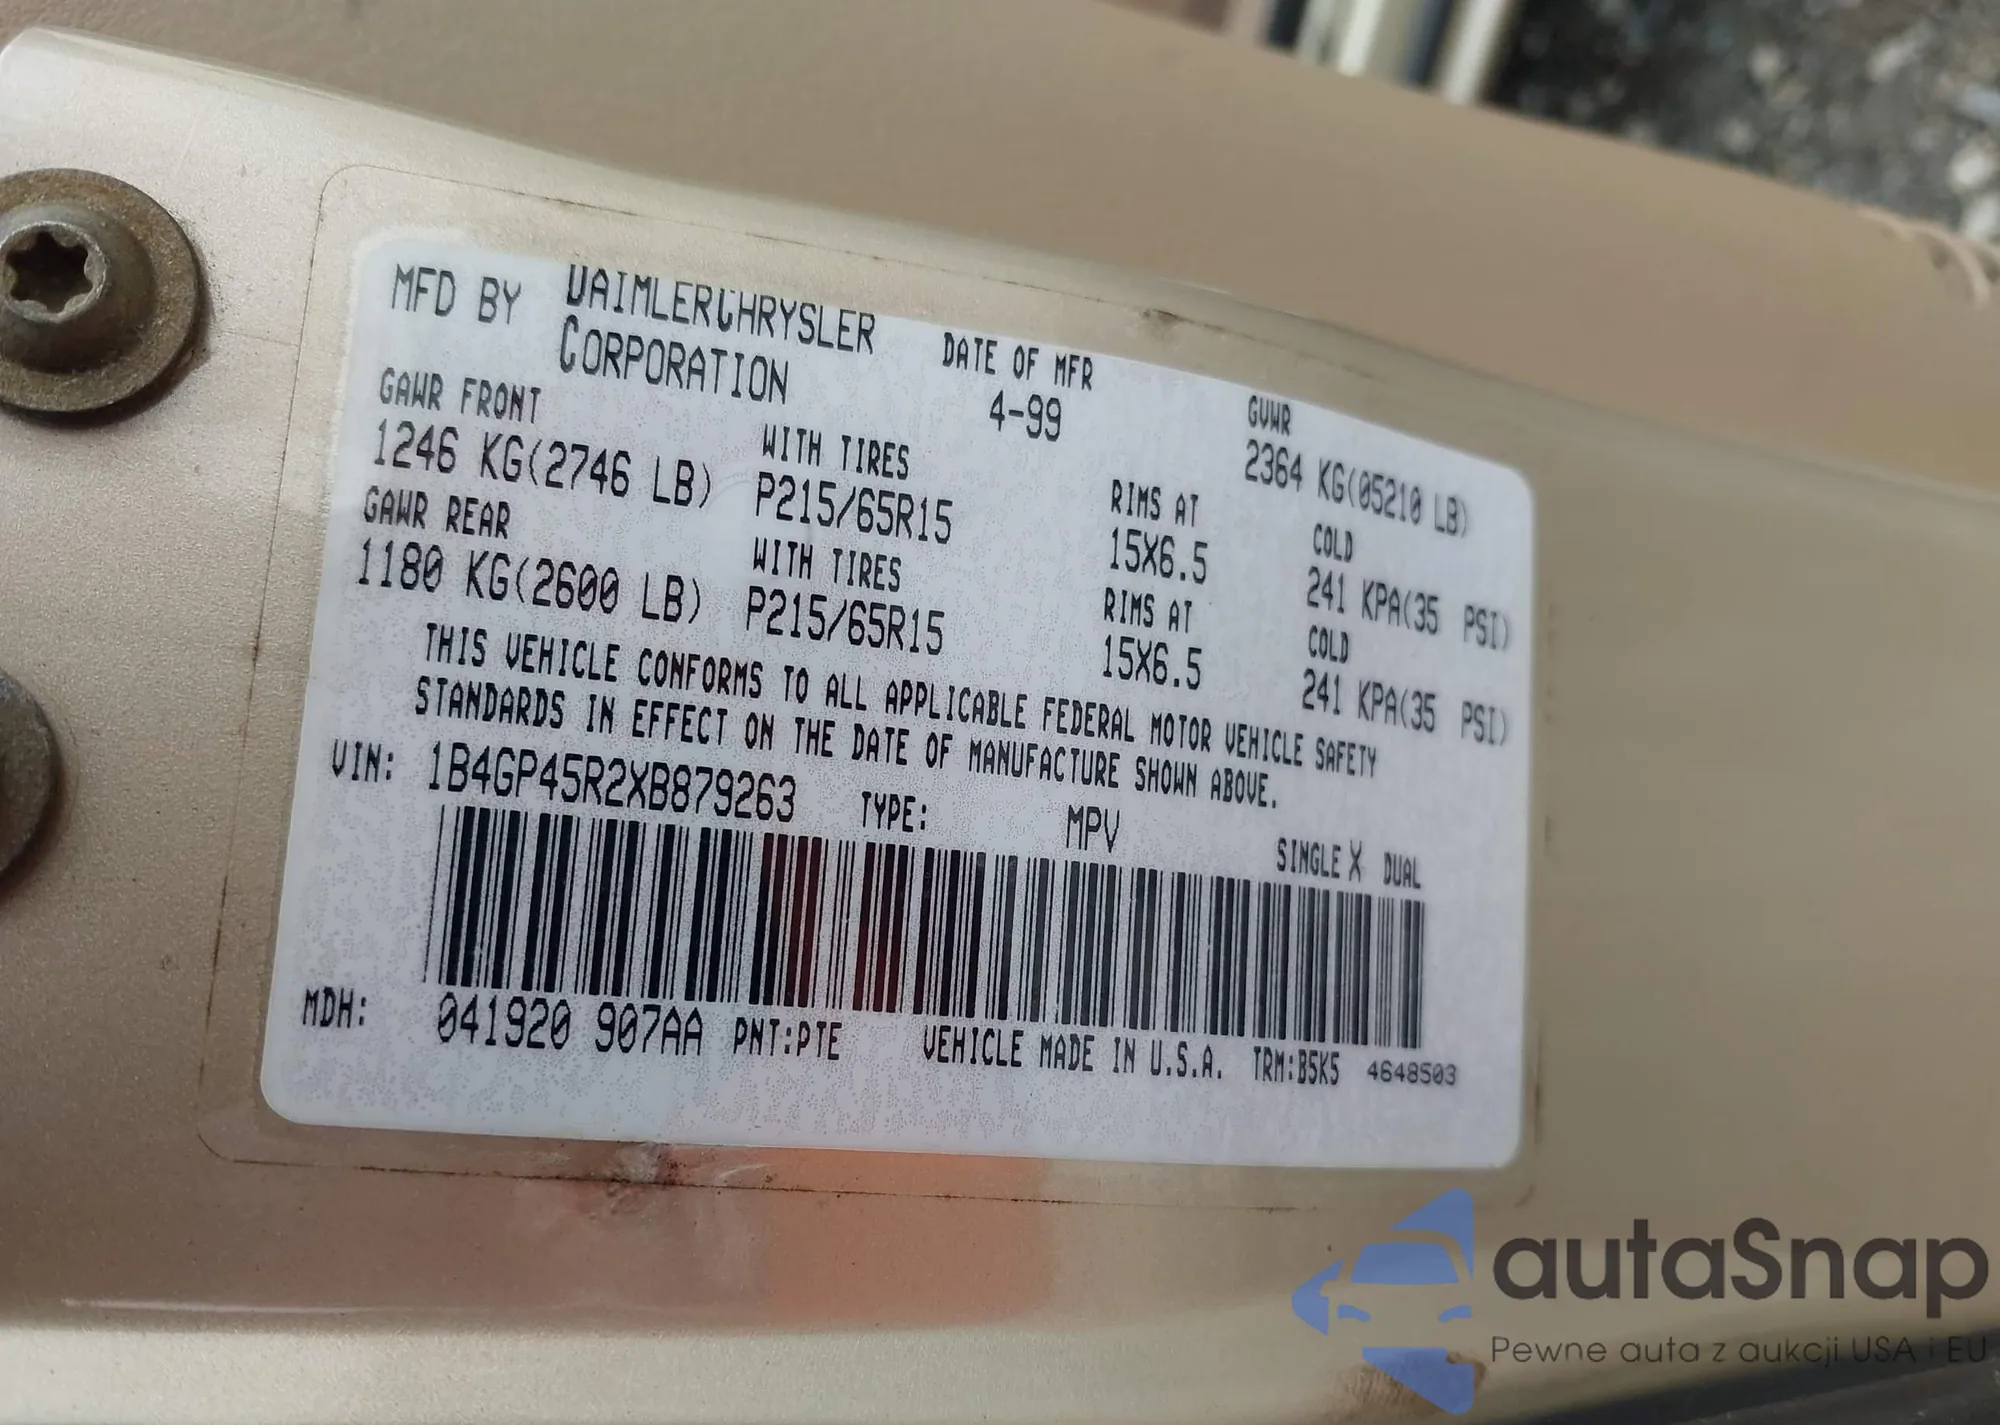 MFD BY DAIMLERCHRYSLER CORPORATION
DATE OF MFR 4-99
GVWR 2364 KG(05210 LB)
GAWR FRONT WITH TIRES RIMS AT COLD
1246 KG(2746 LB) P215/65R15 15X6.5 241 KPA(35 PSI)
GAWR REAR WITH TIRES RIMS AT COLD
1180 KG(2600 LB) P215/65R15 15X6.5 241 KPA(35 PSI)
THIS VEHICLE CONFORMS TO ALL APPLICABLE FEDERAL MOTOR VEHICLE SAFETY
STANDARDS IN EFFECT ON THE DATE OF MANUFACTURE SHOWN ABOVE.
VIN: 1B4GP45R2XB879263 TYPE: MPV SINGLE X DUAL
MDH: 041920 907AA PNT:PTE VEHICLE MADE IN U.S.A. TRM:B5K5 4648503
autaSnap
Pewne auta z aukcji USA i EU